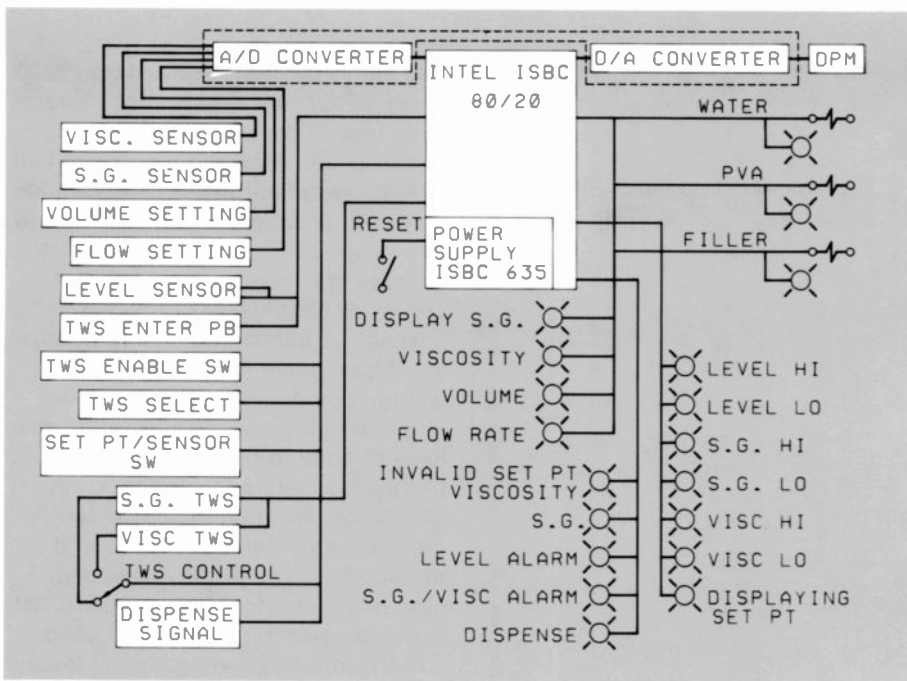 A/D CONVERTER
INTEL ISBC
80/20
D/A CONVERTER
DPM
WATER
VISC. SENSOR
S.G. SENSOR
PVA
VOLUME SETTING
RESET
POWER
SUPPLY
ISBC 635
FILLER
FLOW SETTING
LEVEL SENSOR
TWS ENTER PB
TWS ENABLE SW
TWS SELECT
SET PT/SENSOR
SW
S.G. TWS
VISC TWS
TWS CONTROL
DISPENSE
SIGNAL
DISPLAY S.G.
VISCOSITY
VOLUME
FLOW RATE
INVALID SET PT
VISCOSITY
S.G.
LEVEL ALARM
S.G./VISC ALARM
DISPENSE
LEVEL HI
LEVEL LO
S.G. HI
S.G. LO
VISC HI
VISC LO
DISPLAYING
SET PT